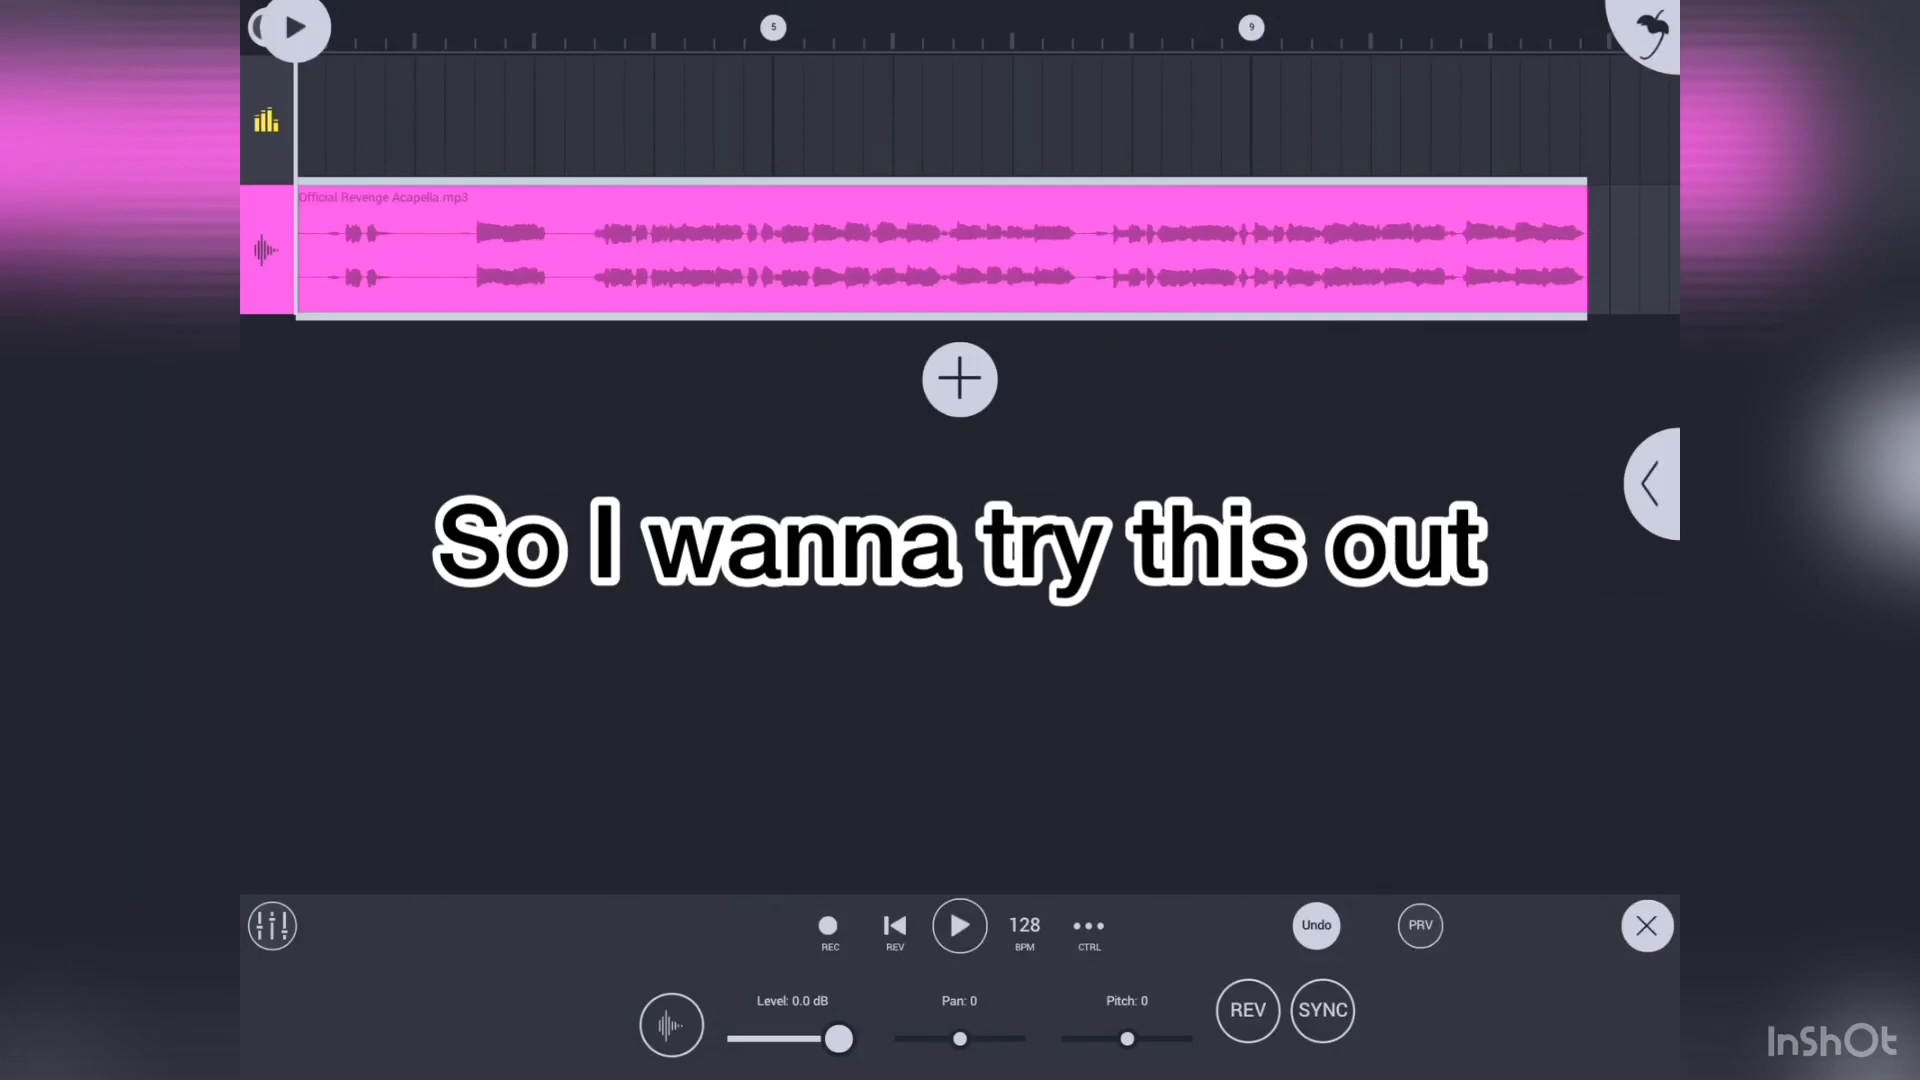 5
9
Official Revenge Acapella.mp3
So I wanna try this out
REC
REV
128
BPM
CTRL
Undo
PRV
Level: 0.0 dB
Pan: 0
Pitch: 0
REV
SYNC
InShOt